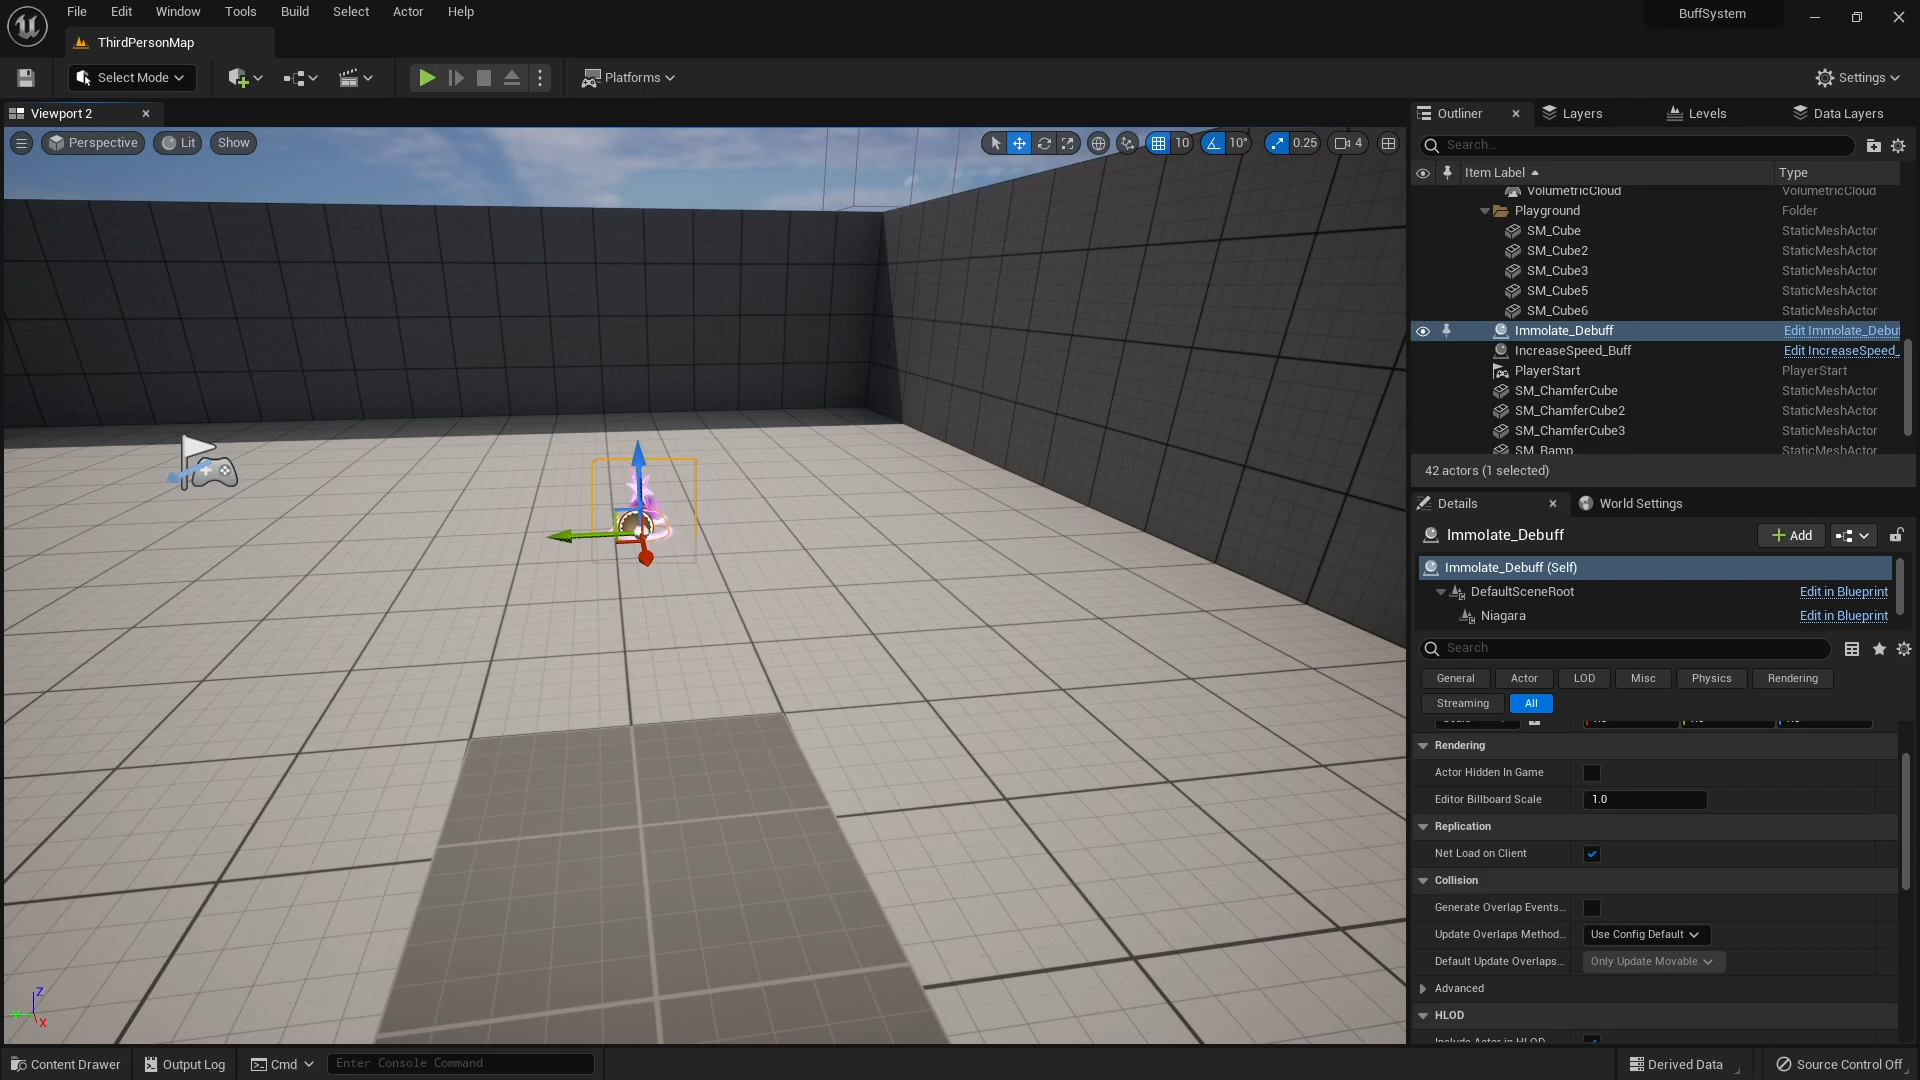 File Edit Window Tools Build Select Actor Help BuffSystem
ThirdPersonMap
Select Mode Platforms Settings
Viewport 2
Perspective Lit Show 10 10° 0.25 4
Outliner Layers Levels Data Layers
Search...
Item Label Type
VolumetricCloud VolumetricCloud
Playground Folder
SM_Cube StaticMeshActor
SM_Cube2 StaticMeshActor
SM_Cube3 StaticMeshActor
SM_Cube5 StaticMeshActor
SM_Cube6 StaticMeshActor
Immolate_Debuff Edit Immolate_Debuf
IncreaseSpeed_Buff Edit IncreaseSpeed_
PlayerStart PlayerStart
SM_ChamferCube StaticMeshActor
SM_ChamferCube2 StaticMeshActor
SM_ChamferCube3 StaticMeshActor
SM_Ramp StaticMeshActor
42 actors (1 selected)
Details World Settings
Immolate_Debuff Add
Immolate_Debuff (Self)
DefaultSceneRoot Edit in Blueprint
Niagara Edit in Blueprint
Search
General Actor LOD Misc Physics Rendering
Streaming All
Rendering
Actor Hidden In Game
Editor Billboard Scale 1.0
Replication
Net Load on Client
Collision
Generate Overlap Events...
Update Overlaps Method... Use Config Default
Default Update Overlaps... Only Update Movable
Advanced
HLOD
Include Actor in HLOD
Z
Y
X
Content Drawer Output Log Cmd Enter Console Command Derived Data Source Control Off